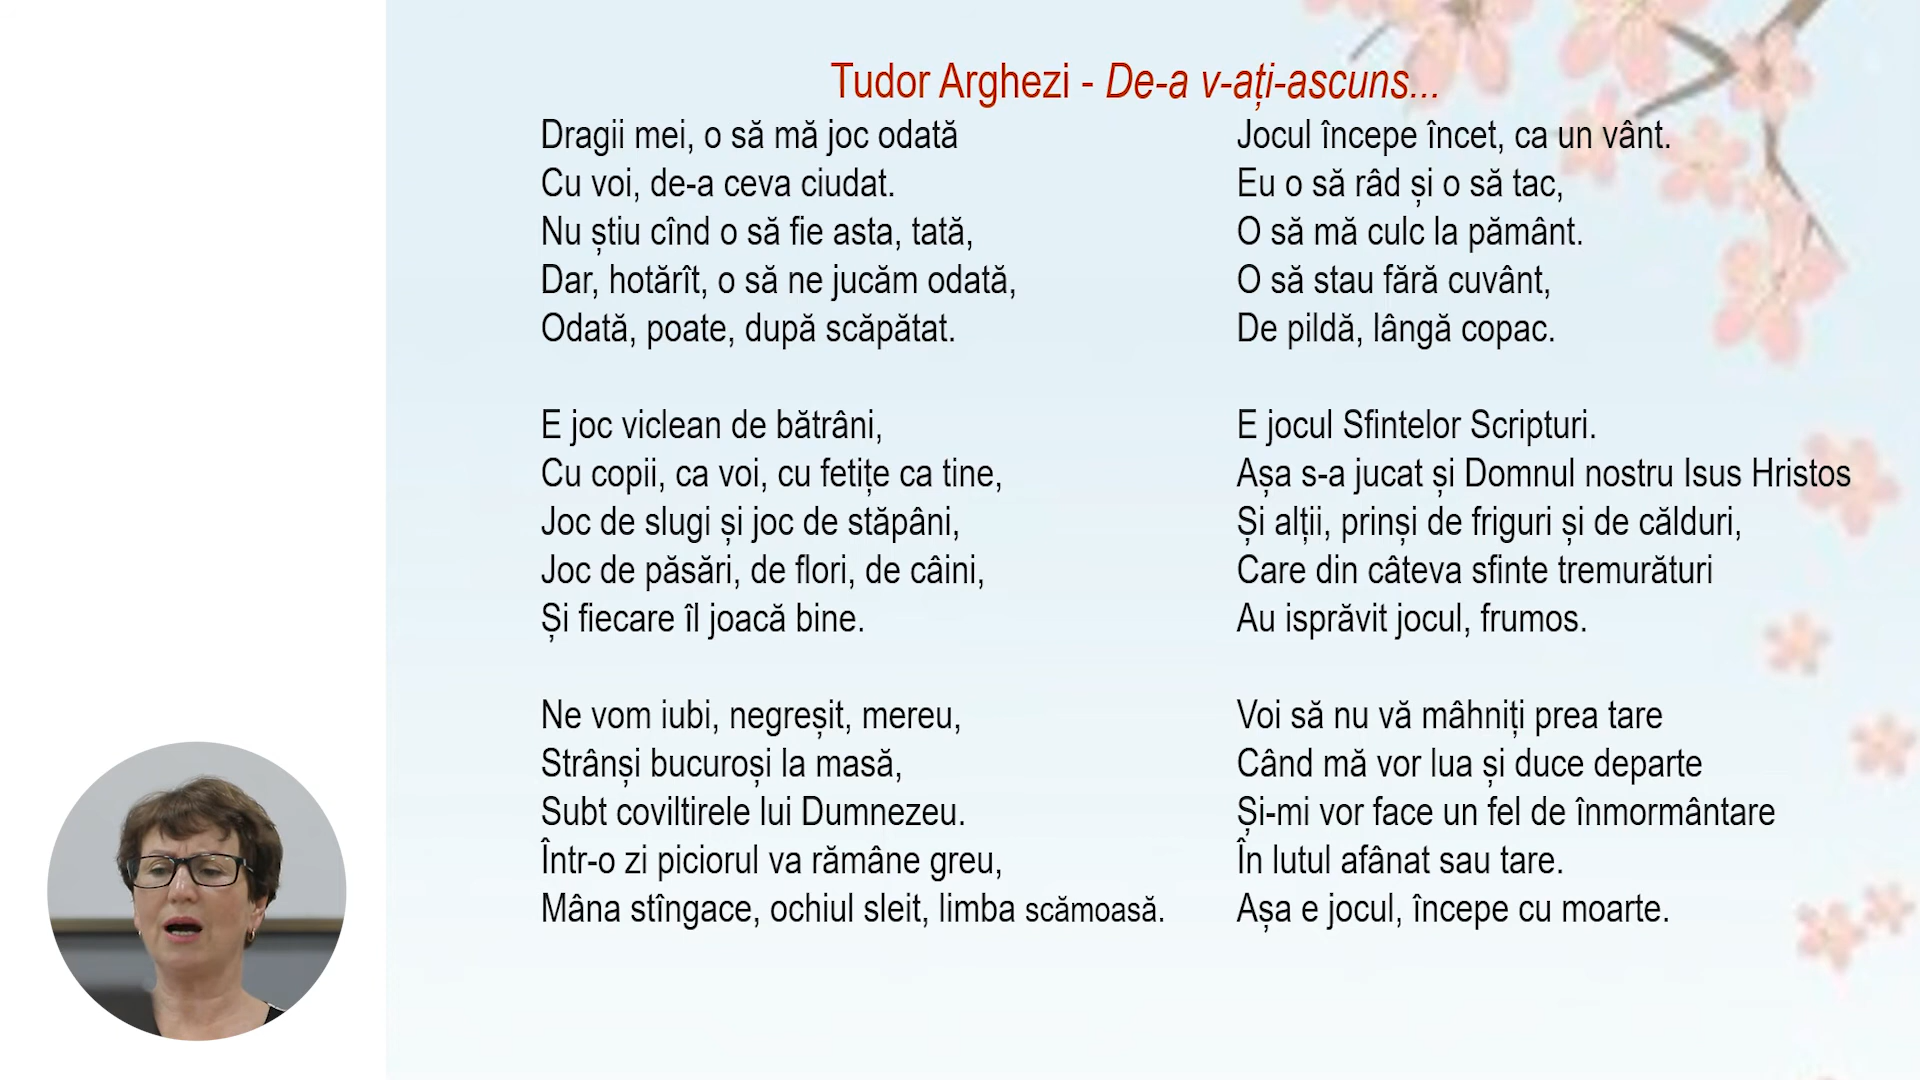 Tudor Arghezi - De-a v-ați-ascuns...
Dragii mei, o să mă joc odată
Cu voi, de-a ceva ciudat.
Nu știu cînd o să fie asta, tată,
Dar, hotărît, o să ne jucăm odată,
Odată, poate, după scăpătat.
E joc viclean de bătrâni,
Cu copii, ca voi, cu fetițe ca tine,
Joc de slugi și joc de stăpâni,
Joc de păsări, de flori, de câini,
Și fiecare îl joacă bine.
Ne vom iubi, negreșit, mereu,
Strânși bucuroși la masă,
Subt coviltirele lui Dumnezeu.
Într-o zi piciorul va rămâne greu,
Mâna stîngace, ochiul sleit, limba scămoasă.
Jocul începe încet, ca un vânt.
Eu o să râd și o să tac,
O să mă culc la pământ.
O să stau fără cuvânt,
De pildă, lângă copac.
E jocul Sfintelor Scripturi.
Așa s-a jucat și Domnul nostru Isus Hristos
Și alții, prinși de friguri și de călduri,
Care din câteva sfinte tremurături
Au isprăvit jocul, frumos.
Voi să nu vă mâhniți prea tare
Când mă vor lua și duce departe
Și-mi vor face un fel de înmormântare
În lutul afânat sau tare.
Așa e jocul, începe cu moarte.